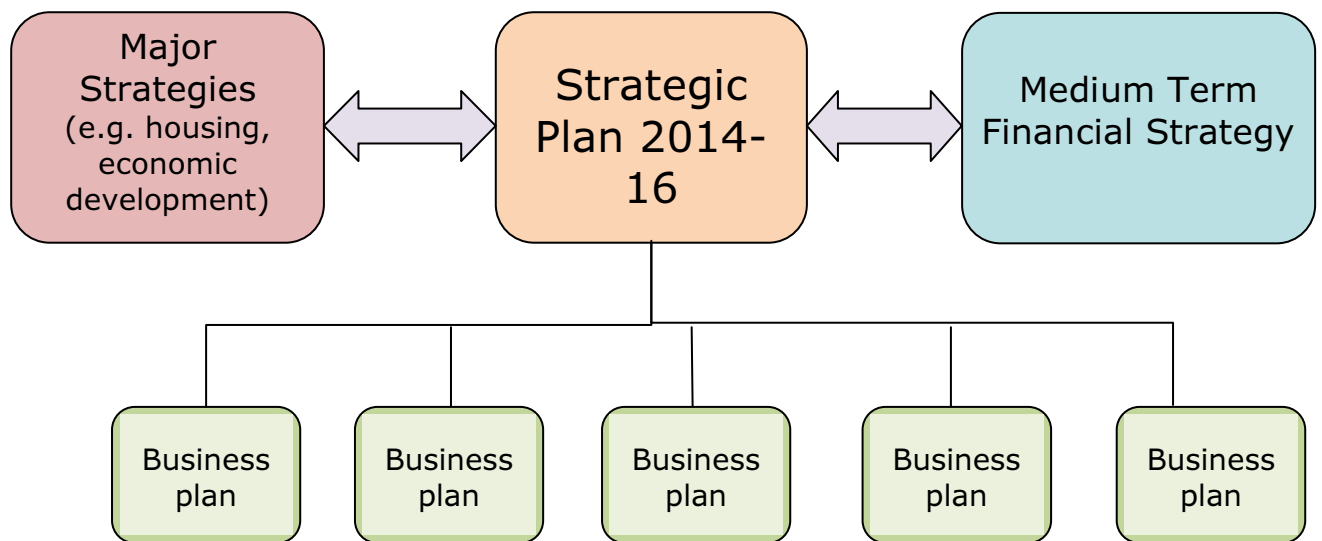 Major
Strategies
(e.g. housing,
economic
development)
Strategic
Plan 2014-
16
Medium Term
Financial Strategy
Business
plan
Business
plan
Business
plan
Business
plan
Business
plan